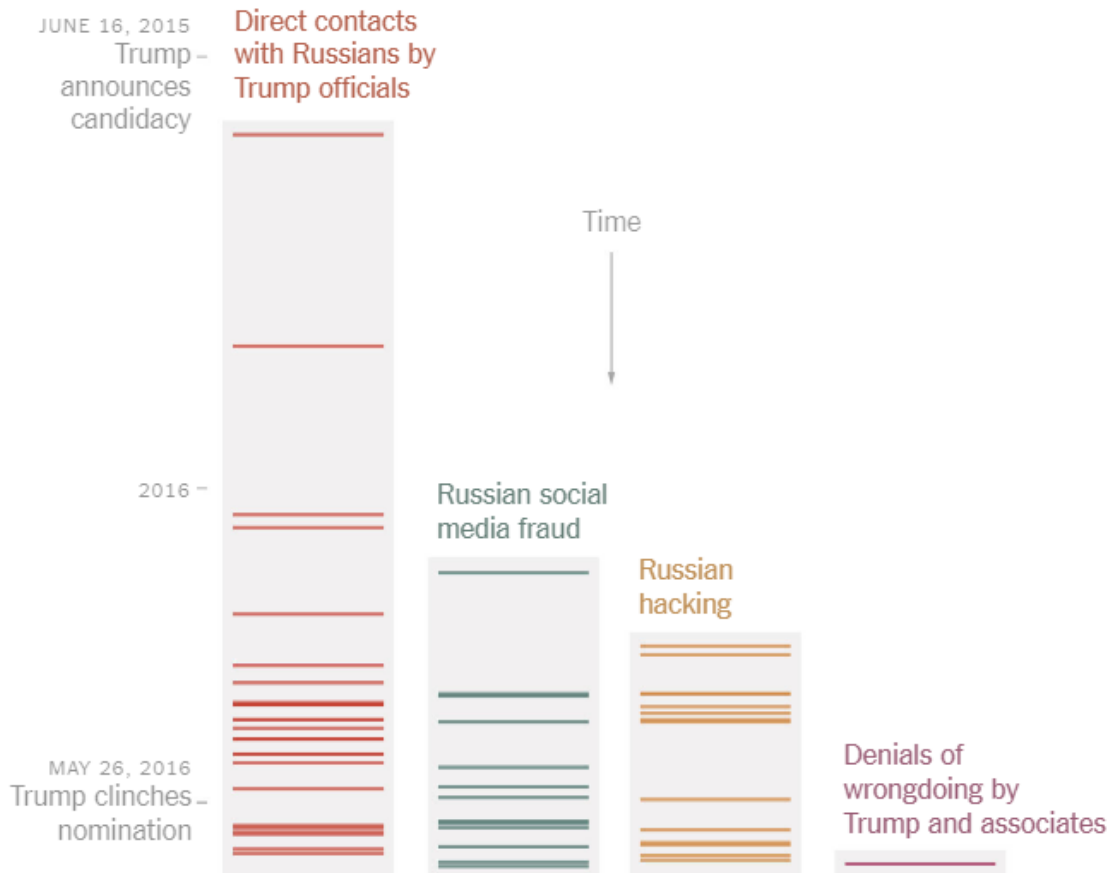 JUNE 16, 2015
Trump
announces
candidacy
Direct contacts
with Russians by
Trump officials
Time
2016
Russian social
media fraud
Russian
hacking
MAY 26, 2016
Trump clinches
nomination
Denials of
wrongdoing by
Trump and associates